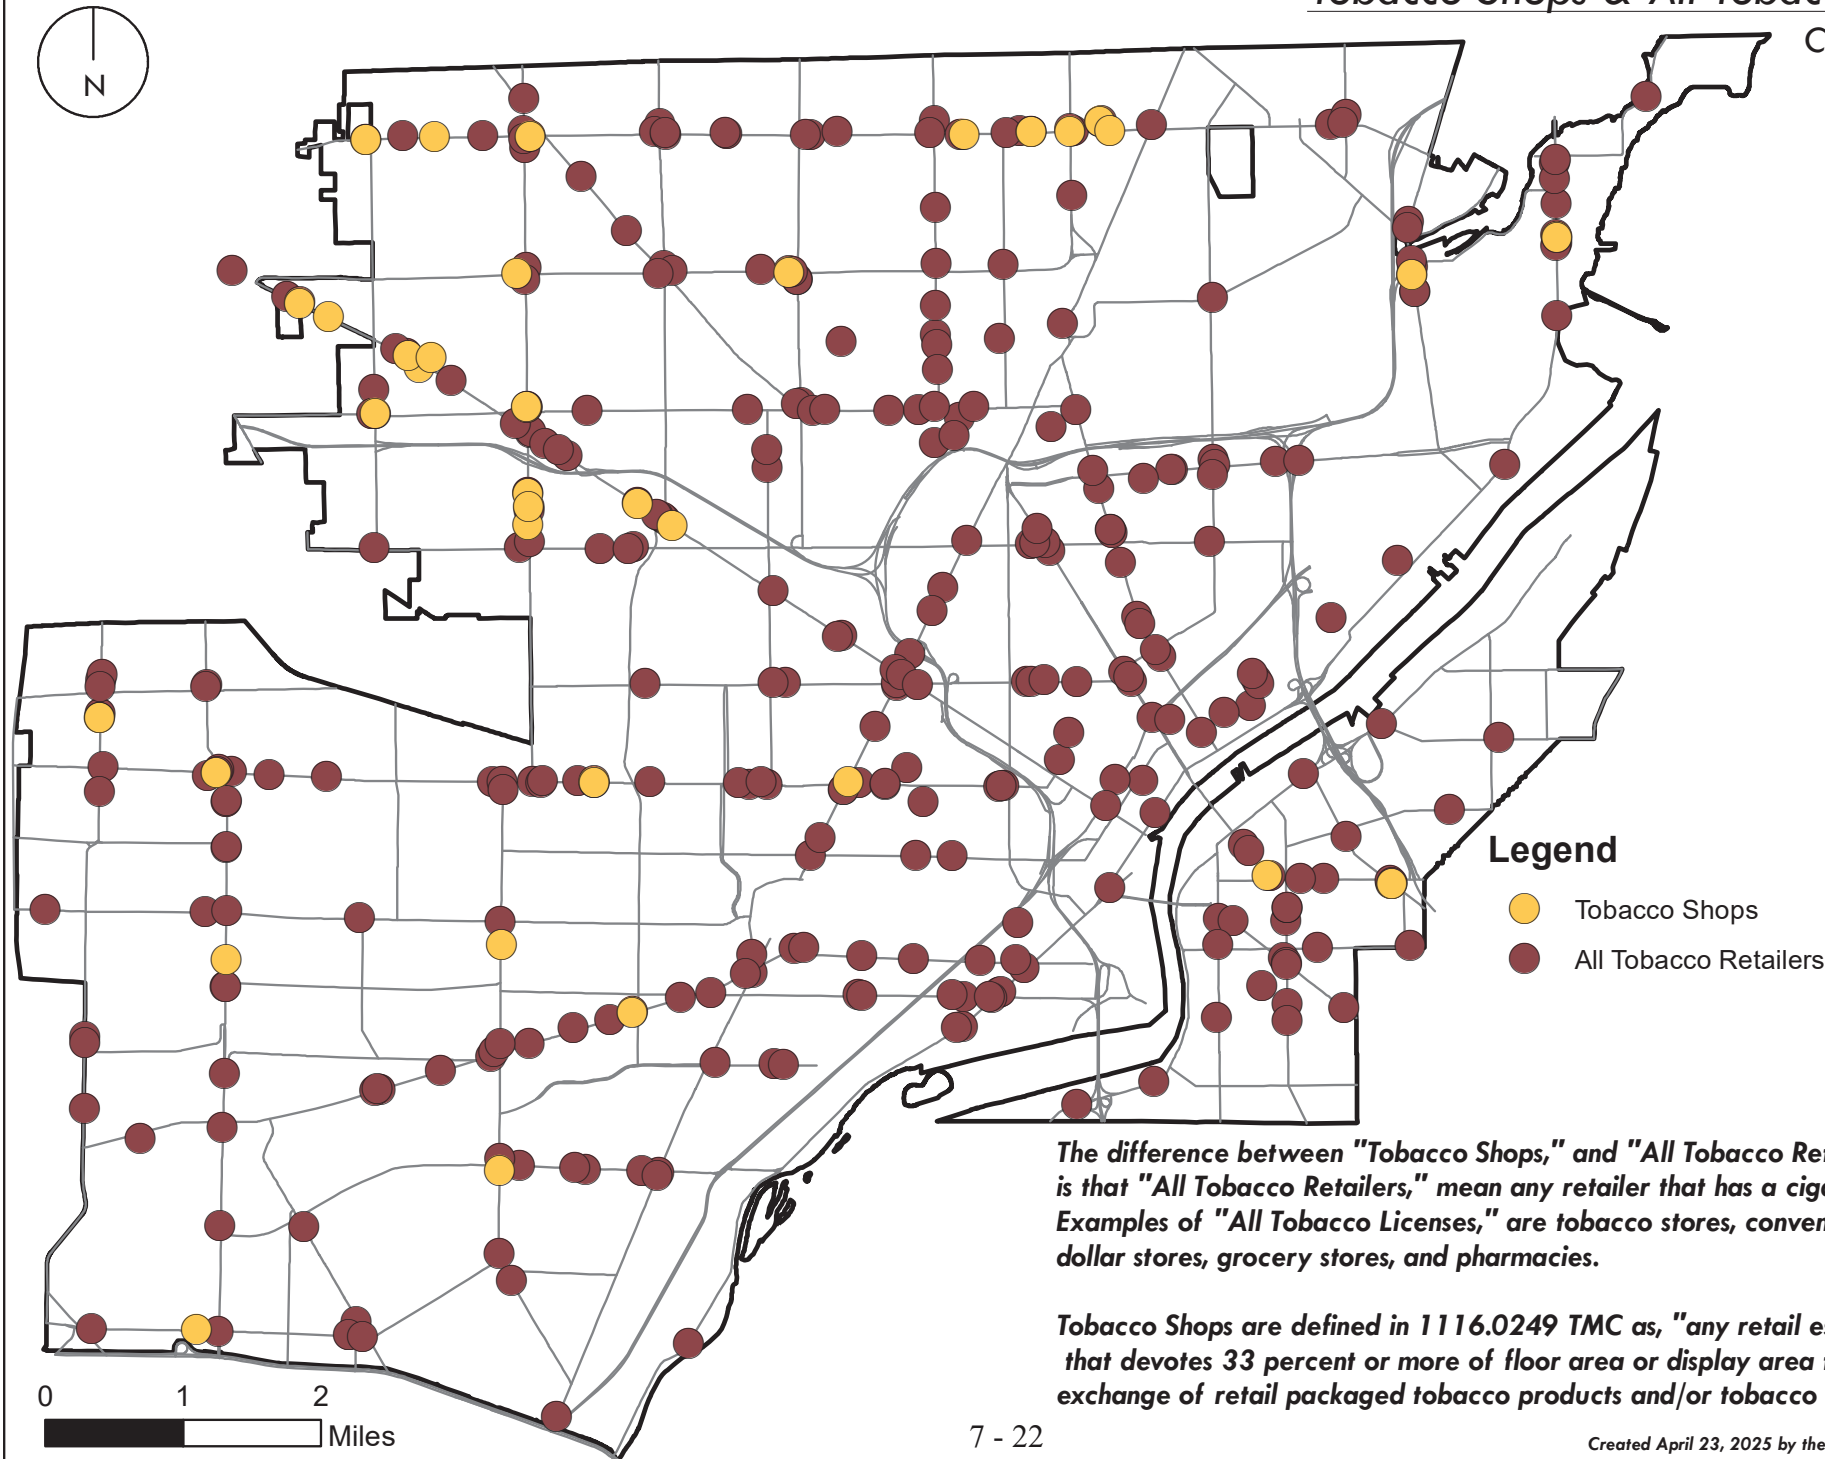 Tobacco Shops & All
C
N
Legend
Tobacco Shops
All Tobacco Retailers
The difference between "Tobacco Shops," and "All Tobacco
is that "All Tobacco Retailers," mean any retailer that has a
Examples of "All Tobacco Licenses," are tobacco stores,
dollar stores, grocery stores, and pharmacies.
Tobacco Shops are defined in 1116.0249 TMC as, "any retail
that devotes 33 percent or more of floor area or display area
exchange of retail packaged tobacco products and/or tobacco
0 1 2
Miles
7 - 22
Created April 23, 2025 by the